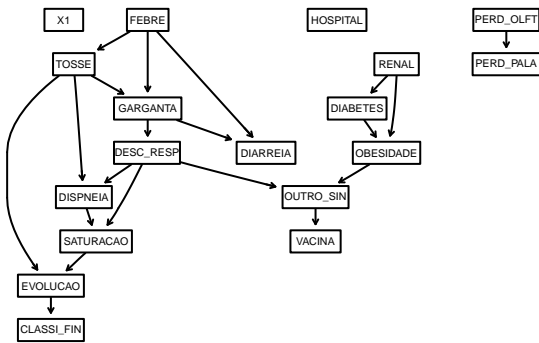 X1
FEBRE
HOSPITAL
PERD_OLFT
TOSSE
RENAL
PERD_PALA
GARGANTA
DIABETES
DESC_RESP
DIARREIA
OBESIDADE
DISPNEIA
OUTRO_SIN
SATURACAO
VACINA
EVOLUCAO
CLASSI_FIN